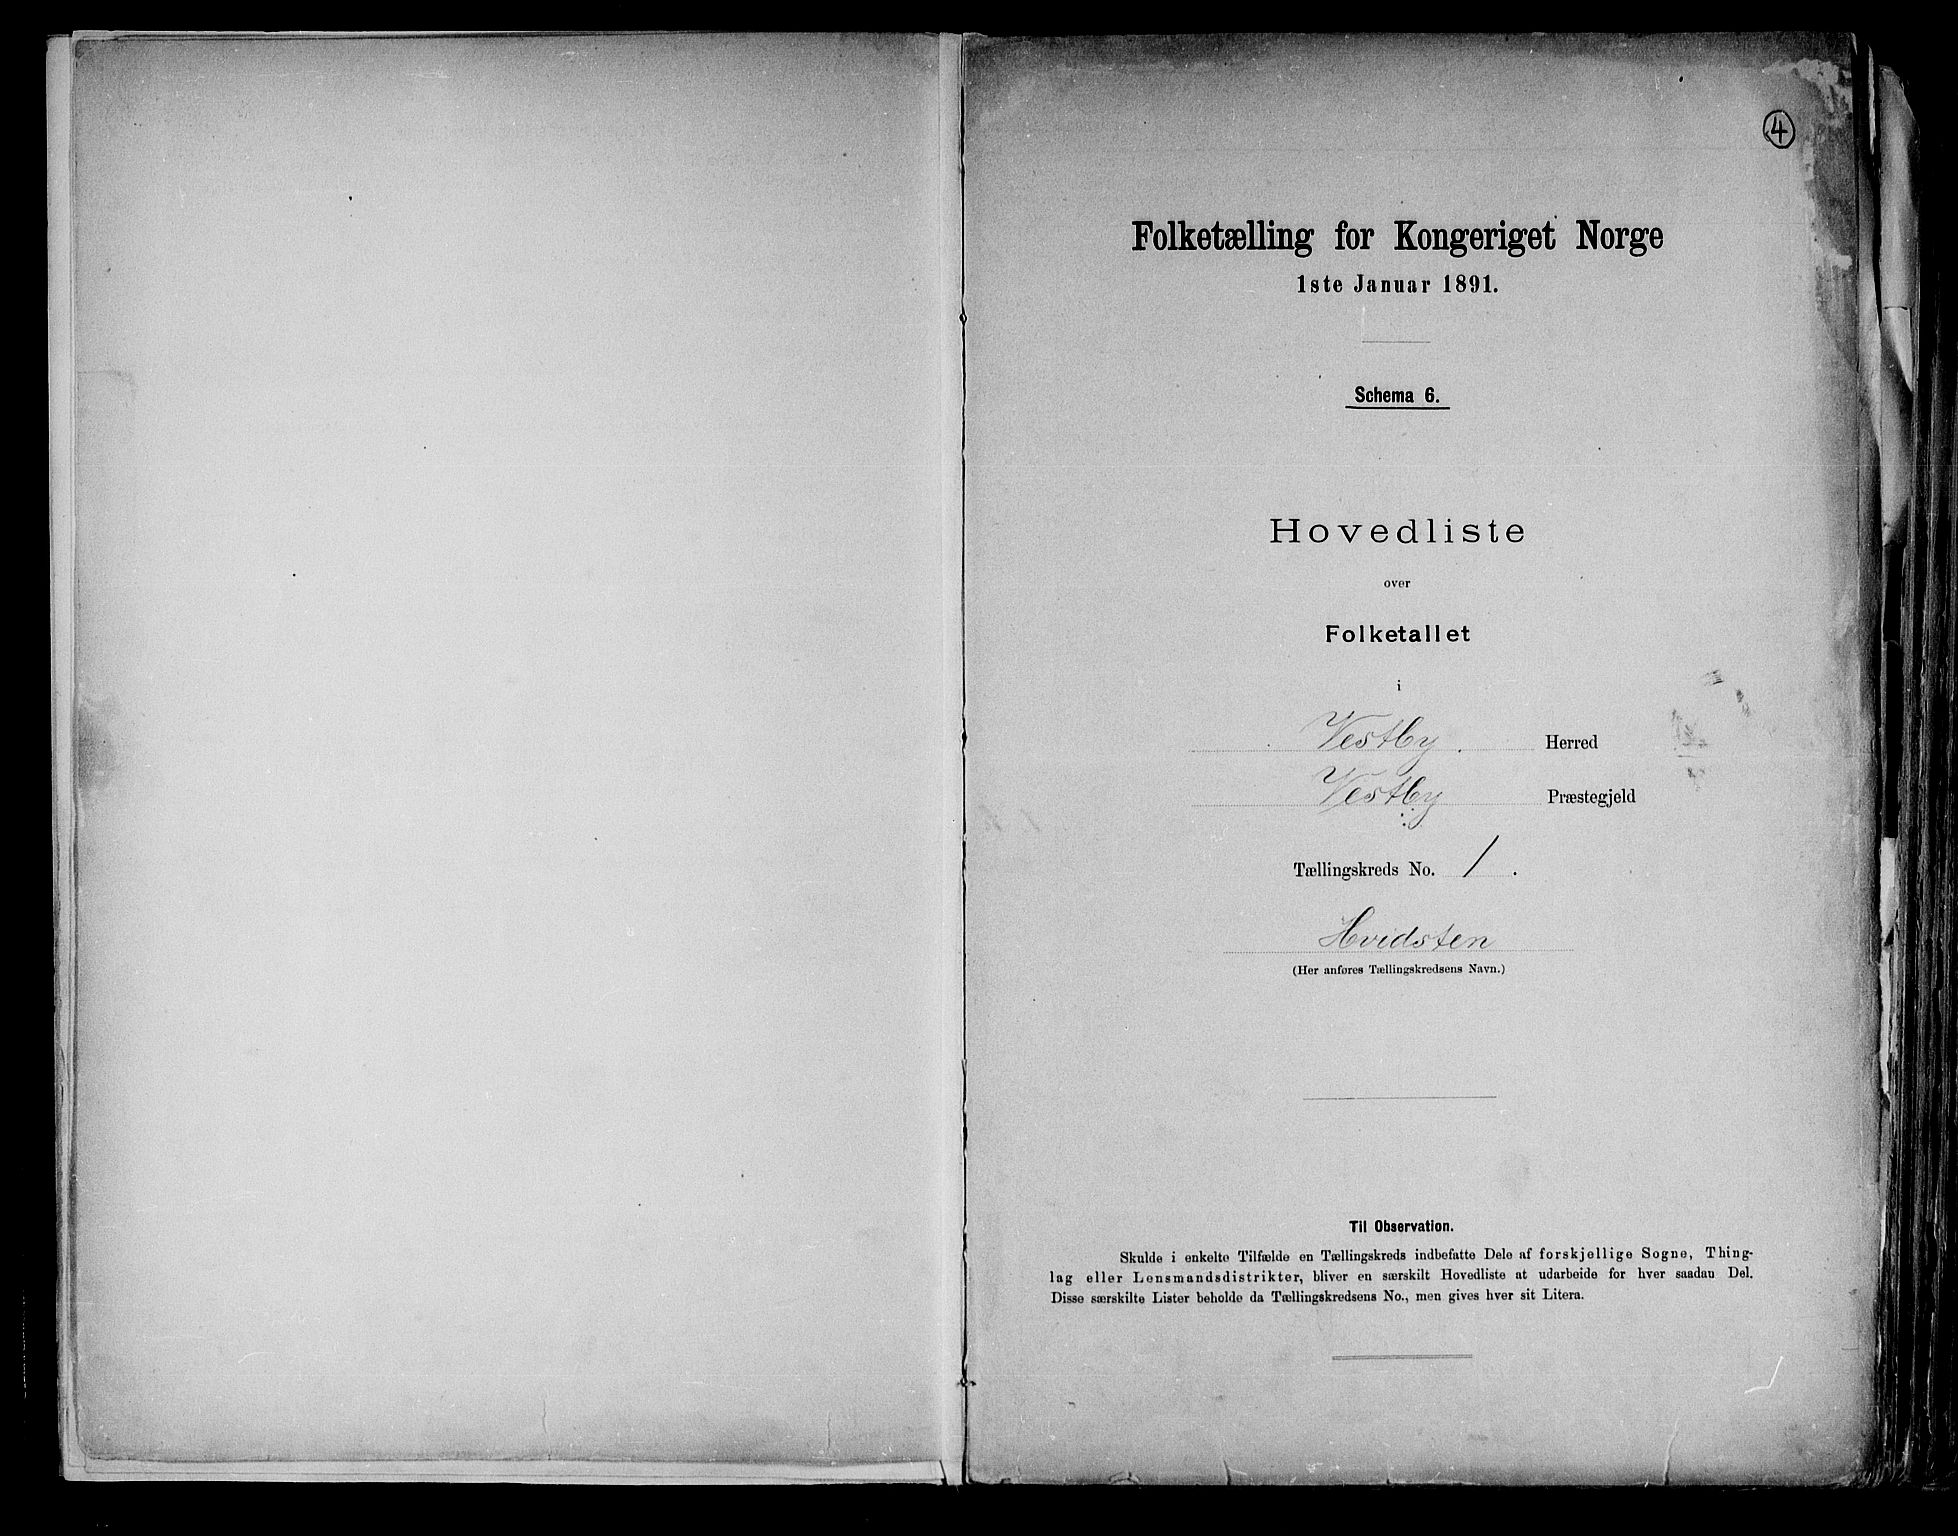 4
Folketælling for Kongeriget Norge
1ste Januar 1891.
Schema 6.
Hovedliste
over
Folketallet
i
Vestby. Herred
Vestby Præstegjeld
Tællingskreds No. 1.
Hvidsten
(Her anføres Tællingskredsens Navn.)
Til Observation.
Skulde i enkelte Tilfælde en Tællingskreds indbefatte Dele af forskjellige Sogne, Thing-
lag eller Lensmandsdistrikter, bliver en særskilt Hovedliste at udarbeide for hver saadan Del.
Disse særskilte Lister beholde da Tællingskredsens No., men gives hver sit Litera.